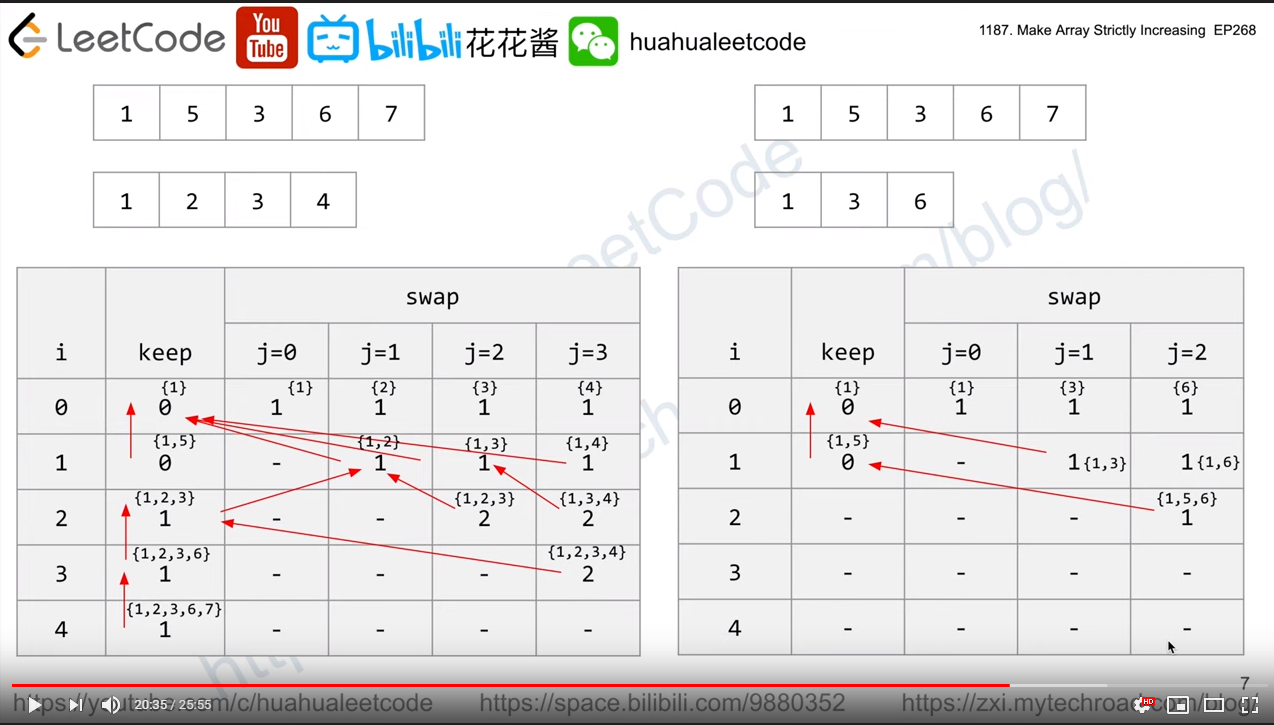 LeetCode You Tube bilibili 花花酱 huahualeetcode 1187. Make Array Strictly Increasing EP268
1 5 3 6 7
1 2 3 4
i keep swap
j=0 j=1 j=2 j=3
{1} {1} {2} {3} {4}
0 0 1 1 1 1
{1,5} {1,2} {1,3} {1,4}
1 0 - 1 1 1
{1,2,3} {1,2,3} {1,3,4}
2 1 - - 2 2
{1,2,3,6} {1,2,3,4}
3 1 - - - 2
{1,2,3,6,7}
4 1 - - - -
1 5 3 6 7
1 3 6
i keep swap
j=0 j=1 j=2
{1} {1} {3} {6}
0 0 1 1 1
{1,5}
1 0 - 1{1,3} 1{1,6}
{1,5,6}
2 - - - 1
3 - - - -
4 - - - -
7
https://youtube.com/c/huahualeetcode https://space.bilibili.com/9880352 https://zxi.mytechroad.com/blog/
20:35 / 25:55
HD